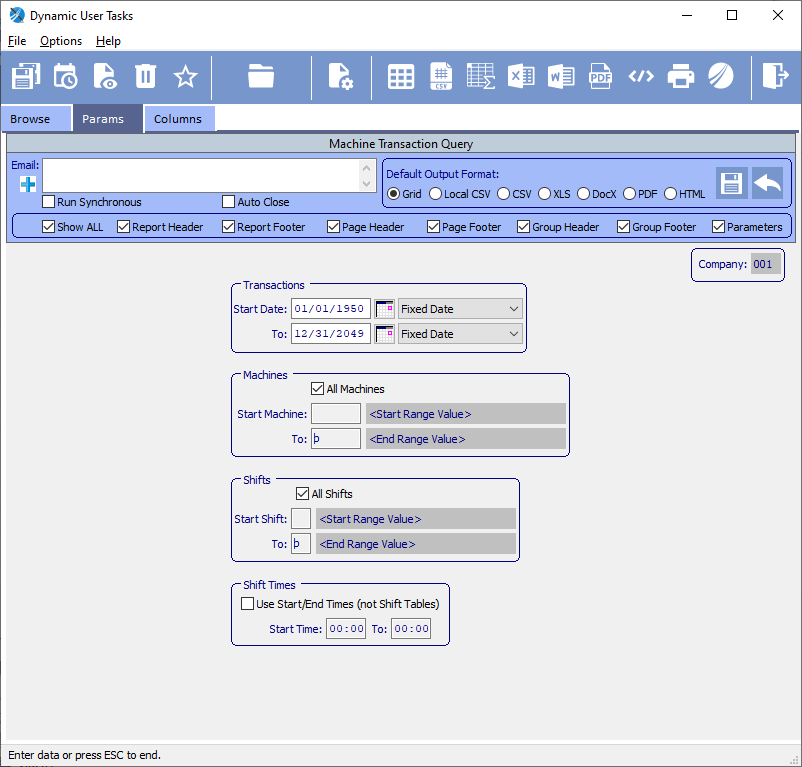 Dynamic User Tasks
File Options Help
CSV X W PDF </>
Browse Params Columns
Machine Transaction Query
Email:
Default Output Format:
Grid Local CSV CSV XLS DocX PDF HTML
Run Synchronous Auto Close
Show ALL Report Header Report Footer Page Header Page Footer Group Header Group Footer Parameters
Company: 001
Transactions
Start Date: 01/01/1950 Fixed Date
To: 12/31/2049 Fixed Date
Machines
All Machines
Start Machine: <Start Range Value>
To: þ <End Range Value>
Shifts
All Shifts
Start Shift: <Start Range Value>
To: þ <End Range Value>
Shift Times
Use Start/End Times (not Shift Tables)
Start Time: 00:00 To: 00:00
Enter data or press ESC to end.